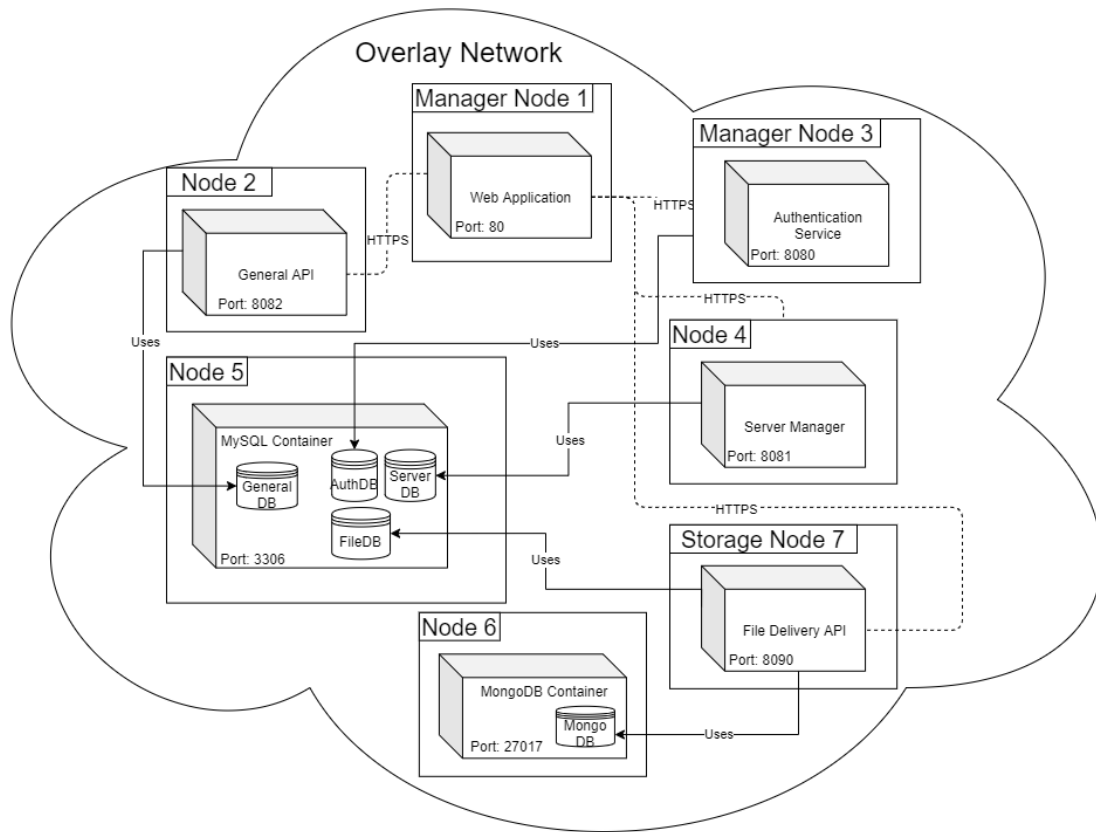 Overlay Network
Manager Node 1
Web Application
Port: 80
Manager Node 3
Authentication
Service
Port: 8080
Node 2
General API
Port: 8082
HTTPS
HTTPS
HTTPS
Uses
Uses
Node 4
Server Manager
Port: 8081
Node 5
MySQL Container
General
DB
AuthDB
Server
DB
FileDB
Port: 3306
Uses
HTTPS
Uses
Storage Node 7
File Delivery API
Port: 8090
Node 6
MongoDB Container
Mongo
DB
Port: 27017
Uses